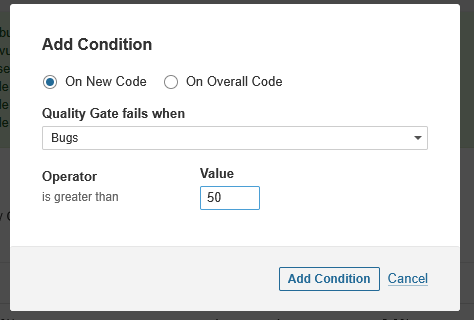 Add Condition
On New Code
On Overall Code
Quality Gate fails when
Bugs
Operator
Value
is greater than
50
Add Condition
Cancel